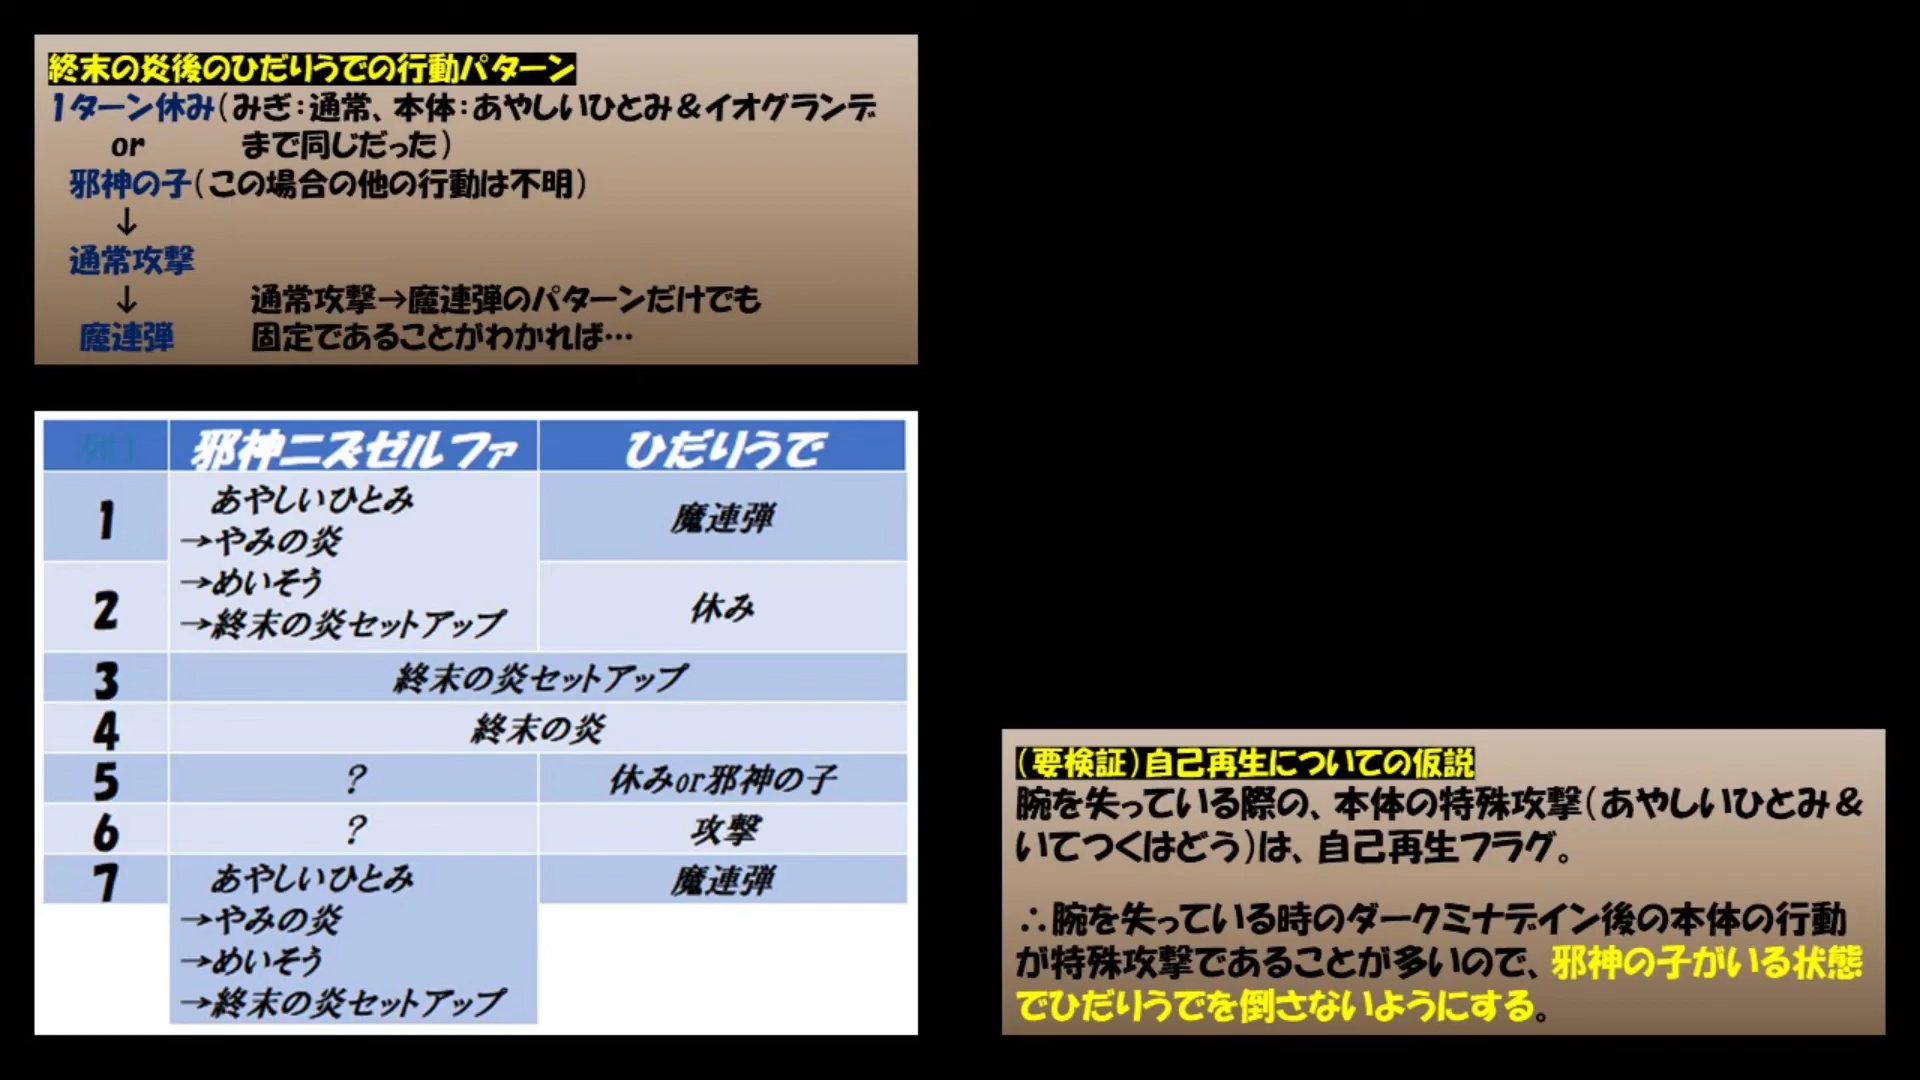 終末の炎後のひだりうでの行動パターン
1ターン休み(みぎ：通常、本体：あやしいひとみ＆イオグランデ
or まで同じだった)
邪神の子(この場合の他の行動は不明)
↓
通常攻撃
↓ 通常攻撃→魔連弾のパターンだけでも
魔連弾 固定であることがわかれば…
列1 邪神ニズゼルファ ひだりうで
1 あやしいひとみ 魔連弾
→やみの炎
2 →めいそう 休み
→終末の炎セットアップ
3 終末の炎セットアップ
4 終末の炎
5 ？ 休みor邪神の子
6 ？ 攻撃
7 あやしいひとみ 魔連弾
→やみの炎
→めいそう
→終末の炎セットアップ
(要検証)自己再生についての仮説
腕を失っている際の、本体の特殊攻撃(あやしいひとみ＆
いてつくはどう)は、自己再生フラグ。
∴腕を失っている時のダークミナデイン後の本体の行動
が特殊攻撃であることが多いので、邪神の子がいる状態
でひだりうでを倒さないようにする。